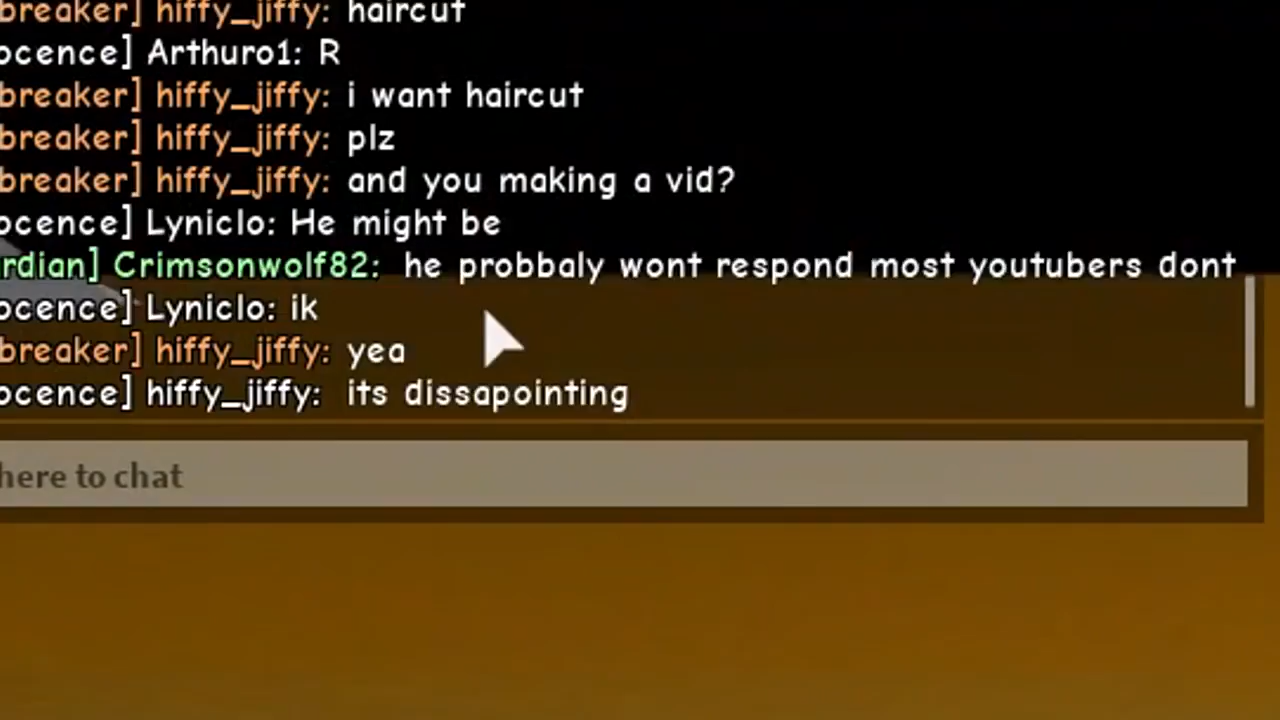 breaker] hiffy_jiffy: haircut
ocence] Arthuro1: R
breaker] hiffy_jiffy: i want haircut
breaker] hiffy_jiffy: plz
breaker] hiffy_jiffy: and you making a vid?
ocence] Lyniclo: He might be
rdian] Crimsonwolf82: he probbaly wont respond most youtubers dont
ocence] Lyniclo: ik
breaker] hiffy_jiffy: yea
ocence] hiffy_jiffy: its dissapointing
here to chat